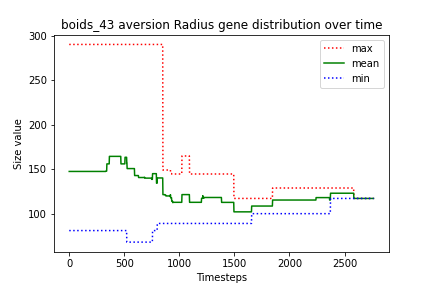 boids_43 aversion Radius gene distribution over time
max
mean
min
Size value
300
250
200
150
100
0
500
1000
1500
2000
2500
Timesteps